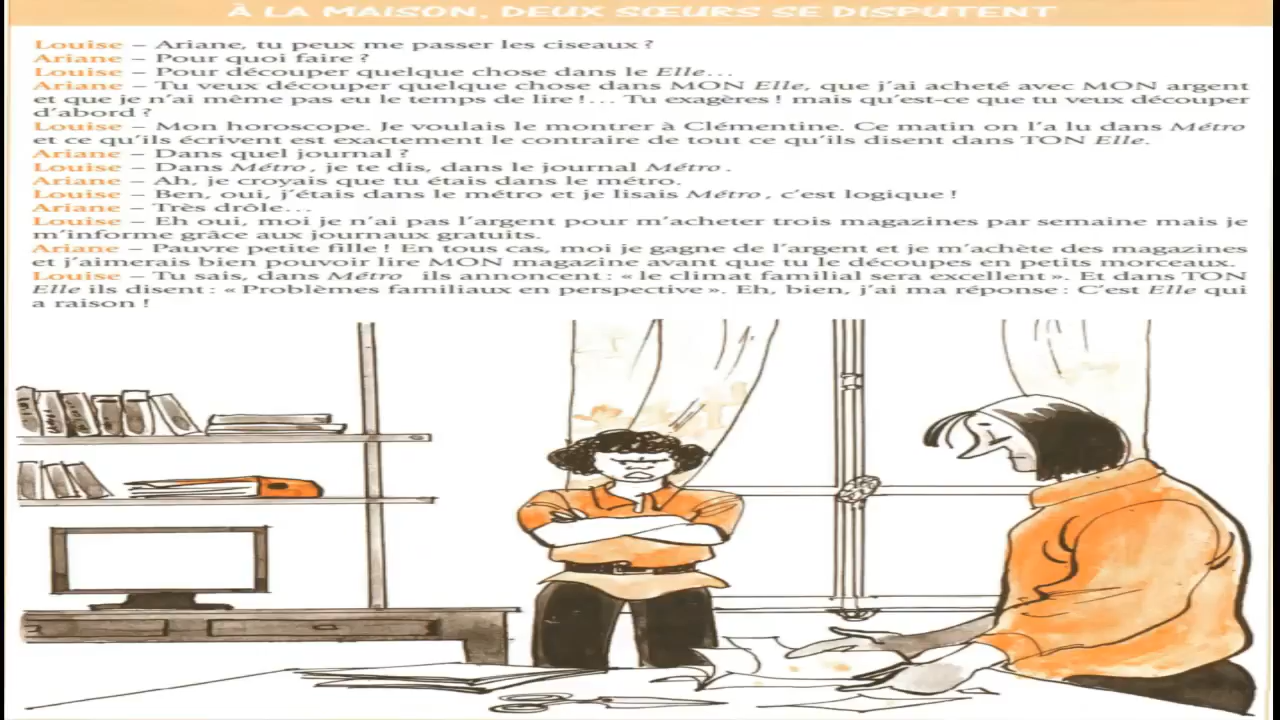 À LA MAISON, DEUX SŒURS SE DISPUTENT
Louise – Ariane, tu peux me passer les ciseaux ?
Ariane – Pour quoi faire ?
Louise – Pour découper quelque chose dans le Elle…
Ariane – Tu veux découper quelque chose dans MON Elle, que j'ai acheté avec MON argent
et que je n'ai même pas eu le temps de lire !… Tu exagères ! mais qu'est-ce que tu veux découper
d'abord ?
Louise – Mon horoscope. Je voulais le montrer à Clémentine. Ce matin on l'a lu dans Métro
et ce qu'ils écrivent est exactement le contraire de tout ce qu'ils disent dans TON Elle.
Ariane – Dans quel journal ?
Louise – Dans Métro, je te dis, dans le journal Métro.
Ariane – Ah, je croyais que tu étais dans le métro.
Louise – Ben, oui, j'étais dans le métro et je lisais Métro, c'est logique !
Ariane – Très drôle…
Louise – Eh oui, moi je n'ai pas l'argent pour m'acheter trois magazines par semaine mais je
m'informe grâce aux journaux gratuits.
Ariane – Pauvre petite fille ! En tous cas, moi je gagne de l'argent et je m'achète des magazines
et j'aimerais bien pouvoir lire MON magazine avant que tu le découpes en petits morceaux.
Louise – Tu sais, dans Métro ils annoncent : « le climat familial sera excellent ». Et dans TON
Elle ils disent : « Problèmes familiaux en perspective ». Eh, bien, j'ai ma réponse : C'est Elle qui
a raison !